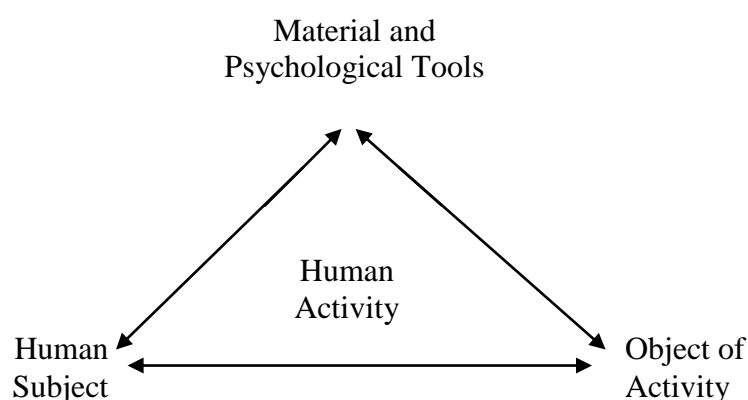 Material and
Psychological Tools
Human
Activity
Human
Subject
Object of
Activity